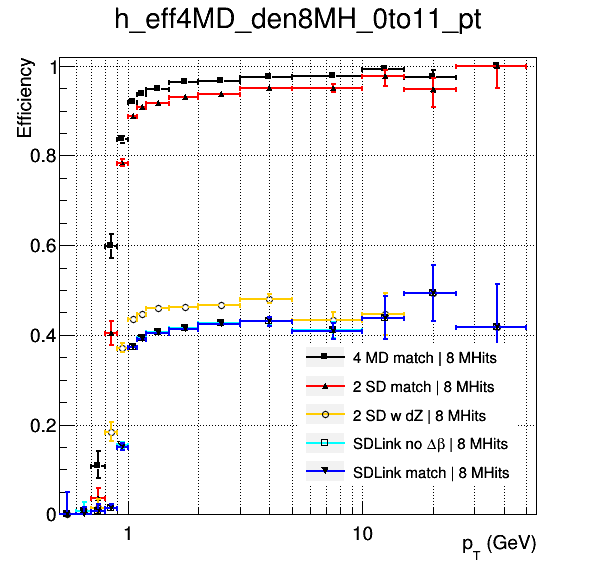 h_eff4MD_den8MH_0to11_pt
Efficiency
1
0.8
0.6
0.4
0.2
0
4 MD match | 8 MHits
2 SD match | 8 MHits
2 SD w dZ | 8 MHits
SDLink no Δβ | 8 MHits
SDLink match | 8 MHits
1 10
p_T (GeV)